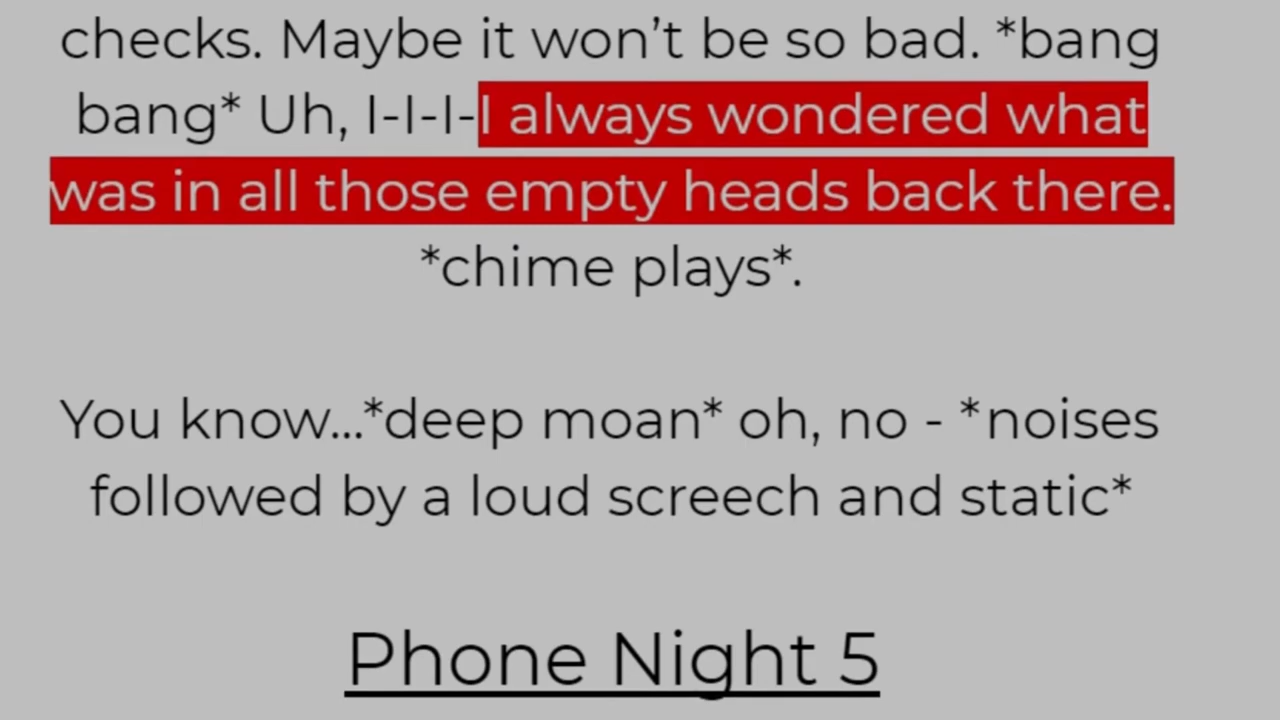 checks. Maybe it won’t be so bad. *bang
bang* Uh, I-I-I-I always wondered what
was in all those empty heads back there.
*chime plays*.
You know...*deep moan* oh, no - *noises
followed by a loud screech and static*
Phone Night 5